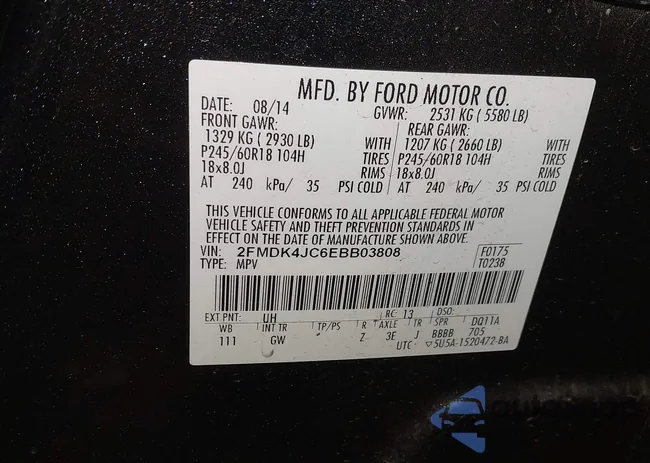 MFD. BY FORD MOTOR CO.
DATE: 08/14 GVWR: 2531 KG ( 5580 LB)
FRONT GAWR: REAR GAWR:
1329 KG ( 2930 LB) WITH 1207 KG ( 2660 LB) WITH
P245/60R18 104H TIRES P245/60R18 104H TIRES
18x8.0J RIMS 18x8.0J RIMS
AT 240 kPa/ 35 PSI COLD AT 240 kPa/ 35 PSI COLD
THIS VEHICLE CONFORMS TO ALL APPLICABLE FEDERAL MOTOR
VEHICLE SAFETY AND THEFT PREVENTION STANDARDS
IN EFFECT ON THE DATE OF MANUFACTURE SHOWN ABOVE.
VIN: 2FMDK4JC6EBB03808 F0175
TYPE: MPV T0238
EXT PNT: UH RC: 13 DSO:
WB INT TR TP/PS R AXLE TR SPR DQ11A
111 GW Z 3E J BBBB 705
UTC ▽5U5A-1520472-BA